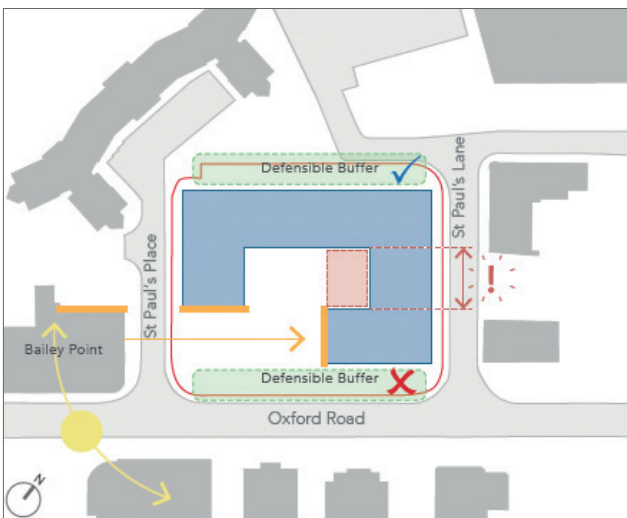 Defensible Buffer
St Paul's Lane
St Paul's Place
Bailey Point
!
Defensible Buffer
Oxford Road
N